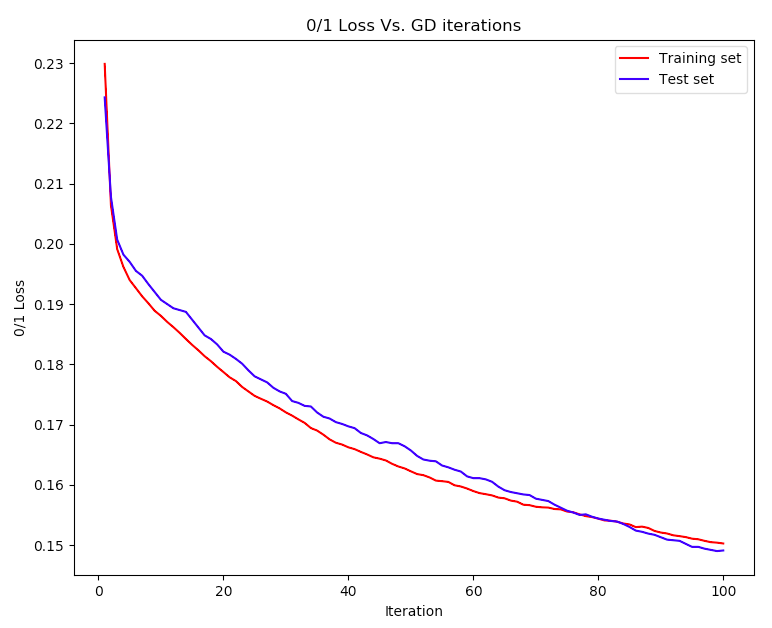 0/1 Loss Vs. GD iterations
Training set
Test set
0.23
0.22
0.21
0.20
0.19
0.18
0.17
0.16
0.15
0/1 Loss
0 20 40 60 80 100
Iteration